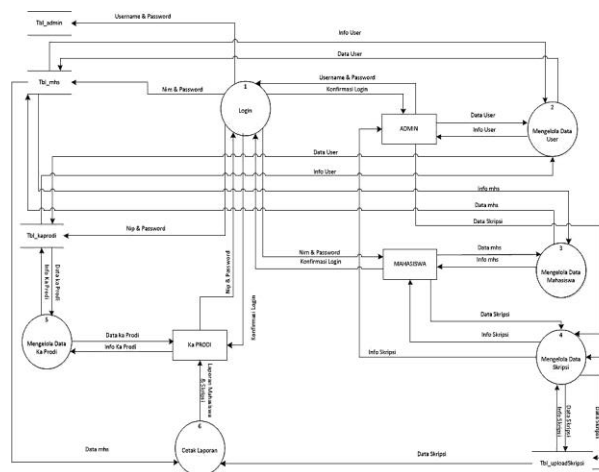 Tbl_admin
Username & Password
Info User
Data User
Tbl_mhs
Nim & Password
1
Login
Username & Password
Konfirmasi Login
ADMIN
Data User
Info User
2
Mengelola Data
User
Data User
Info User
Info mhs
Data mhs
Data Skripsi
Tbl_kaprodi
Nip & Password
Nim & Password
Konfirmasi Login
MAHASISWA
Data mhs
Info mhs
3
Mengelola Data
Mahasiswa
Info Ka Prodi
Data ka Prodi
Nip & Password
Konfirmasi Login
5
Mengelola Data
Ka Prodi
Data ka Prodi
Info Ka Prodi
Ka PRODI
Data Skripsi
Info Skripsi
Info Skripsi
4
Mengelola Data
Skripsi
Laporan Mahasiswa
& Skripsi
Info Skripsi
Data Skripsi
6
Cetak Laporan
Data mhs
Data Skripsi
Tbl_uploadSkripsi